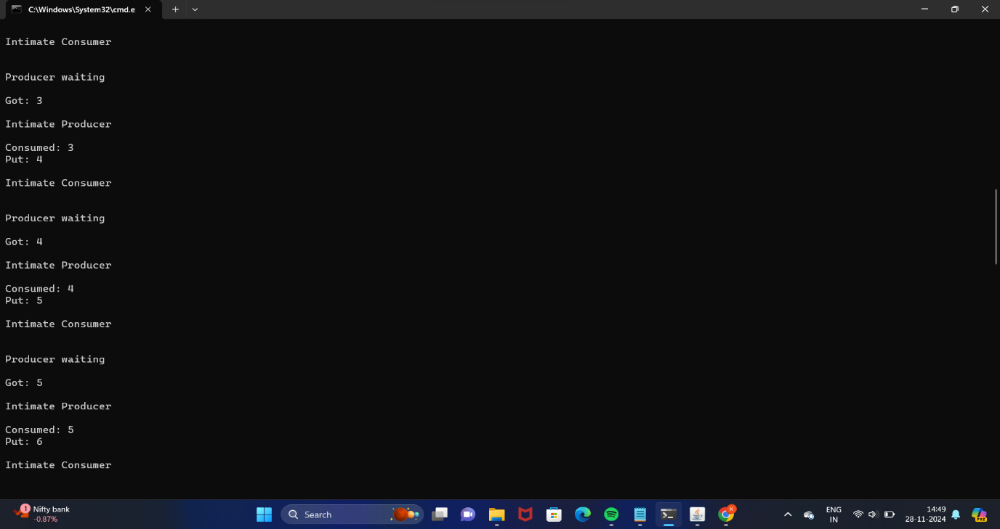 C:\Windows\System32\cmd.e
Intimate Consumer
Producer waiting
Got: 3
Intimate Producer
Consumed: 3
Put: 4
Intimate Consumer
Producer waiting
Got: 4
Intimate Producer
Consumed: 4
Put: 5
Intimate Consumer
Producer waiting
Got: 5
Intimate Producer
Consumed: 5
Put: 6
Intimate Consumer
1
Nifty bank
-0.87%
Search
K
ENG
IN
14:49
28-11-2024
PRE